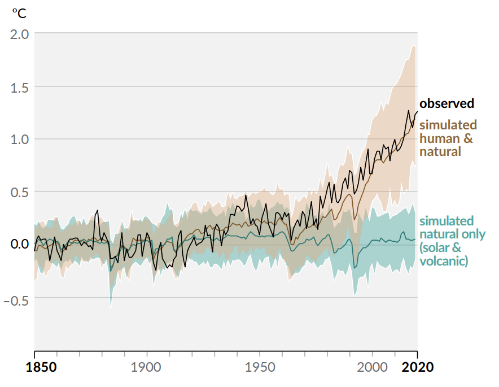 ºC
2.0
1.5
1.0
0.5
0.0
−0.5
observed
simulated
human &
natural
simulated
natural only
(solar &
volcanic)
1850 1900 1950 2000 2020